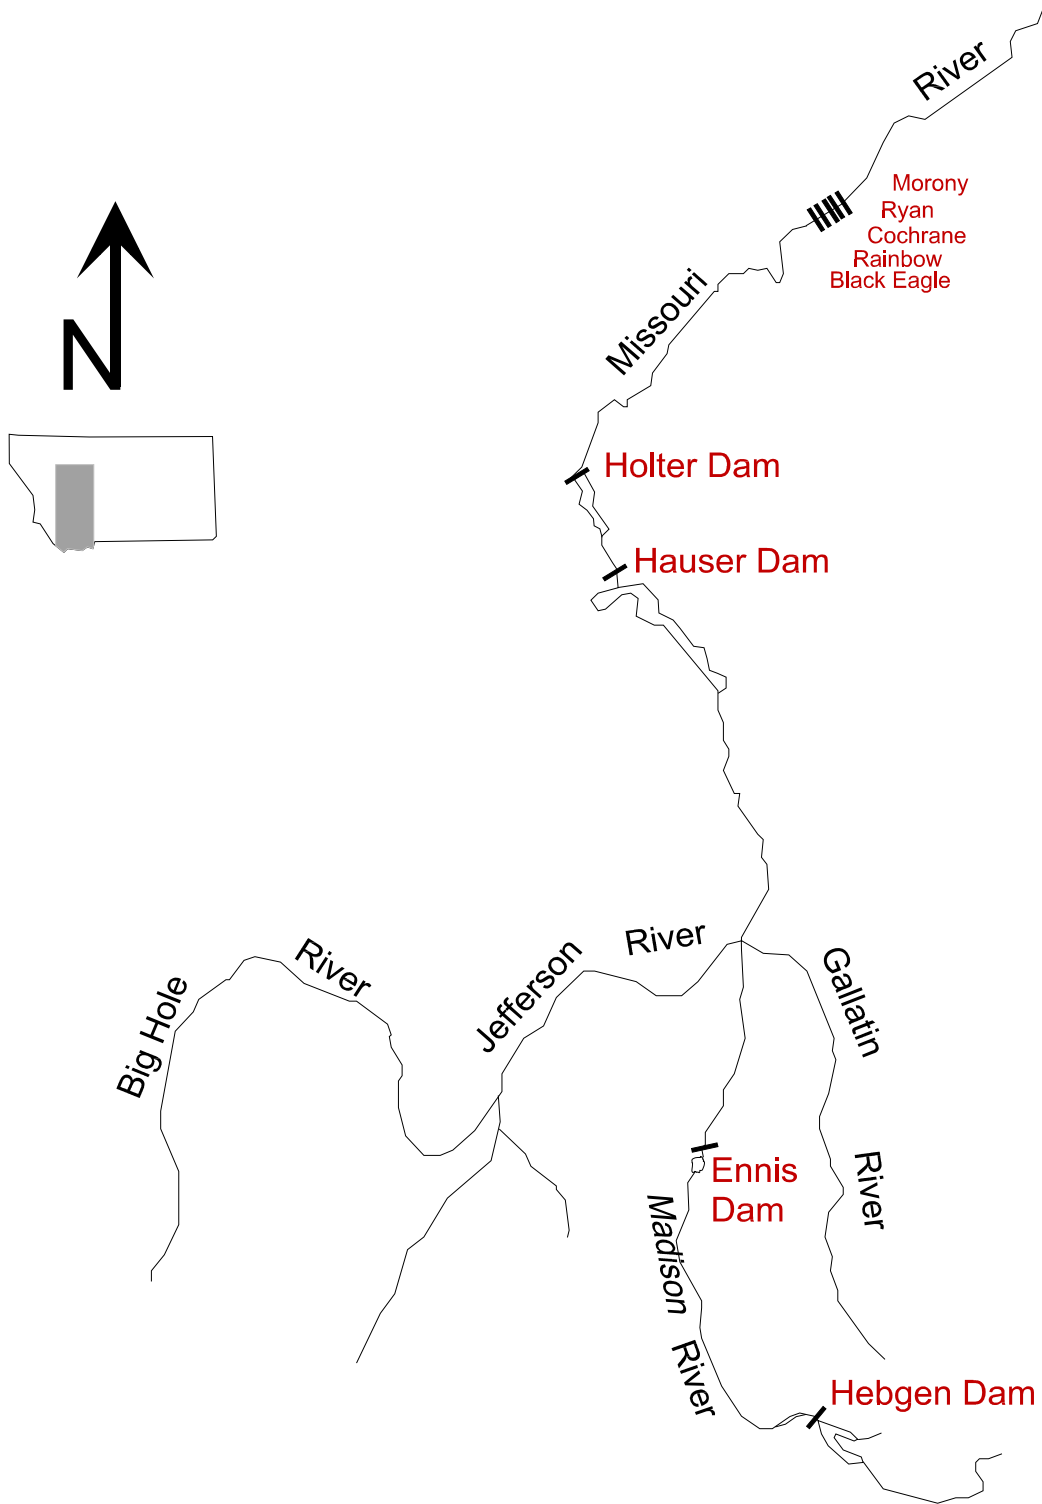 River
Morony
Ryan
Cochrane
Rainbow
Black Eagle
Missouri
N
Holter Dam
Hauser Dam
River
River
Jefferson
Gallatin
Big Hole
Ennis
Dam
River
Madison
River
Hebgen Dam